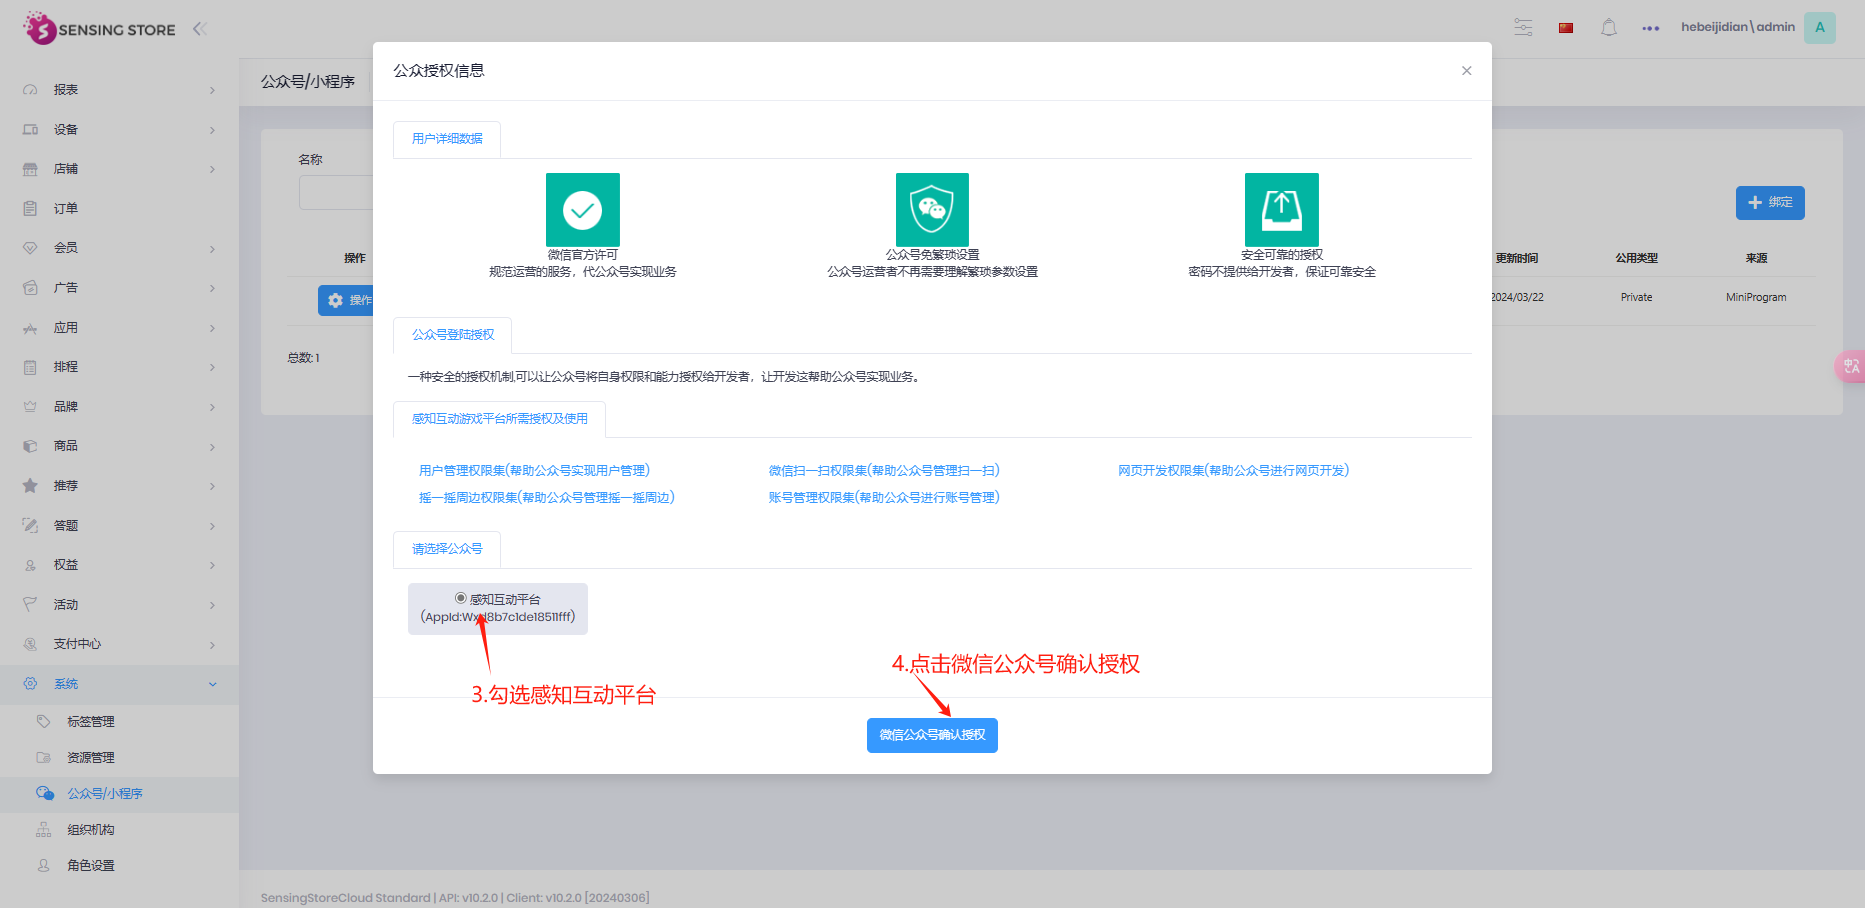 SENSING STORE
hebeijidian\admin
A
报表
设备
店铺
订单
会员
广告
应用
排程
品牌
商品
推荐
答题
权益
活动
支付中心
系统
标签管理
资源管理
公众号/小程序
组织机构
角色设置
公众号/小程序
名称
绑定
操作
更新时间
公用类型
来源
操作
2024/03/22
Private
MiniProgram
总数:1
公众授权信息
用户详细数据
微信官方许可
规范运营的服务，代公众号实现业务
公众号免繁琐设置
公众号运营者不再需要理解繁琐参数设置
安全可靠的授权
密码不提供给开发者，保证可靠安全
公众号登陆授权
一种安全的授权机制,可以让公众号将自身权限和能力授权给开发者，让开发这帮助公众号实现业务。
感知互动游戏平台所需授权及使用
用户管理权限集(帮助公众号实现用户管理)
微信扫一扫权限集(帮助公众号管理扫一扫)
网页开发权限集(帮助公众号进行网页开发)
摇一摇周边权限集(帮助公众号管理摇一摇周边)
账号管理权限集(帮助公众号进行账号管理)
请选择公众号
感知互动平台
(AppId:Wxd8b7c1de18511fff)
3.勾选感知互动平台
4.点击微信公众号确认授权
微信公众号确认授权
SensingStoreCloud Standard | API: v10.2.0 | Client: v10.2.0 [20240306]